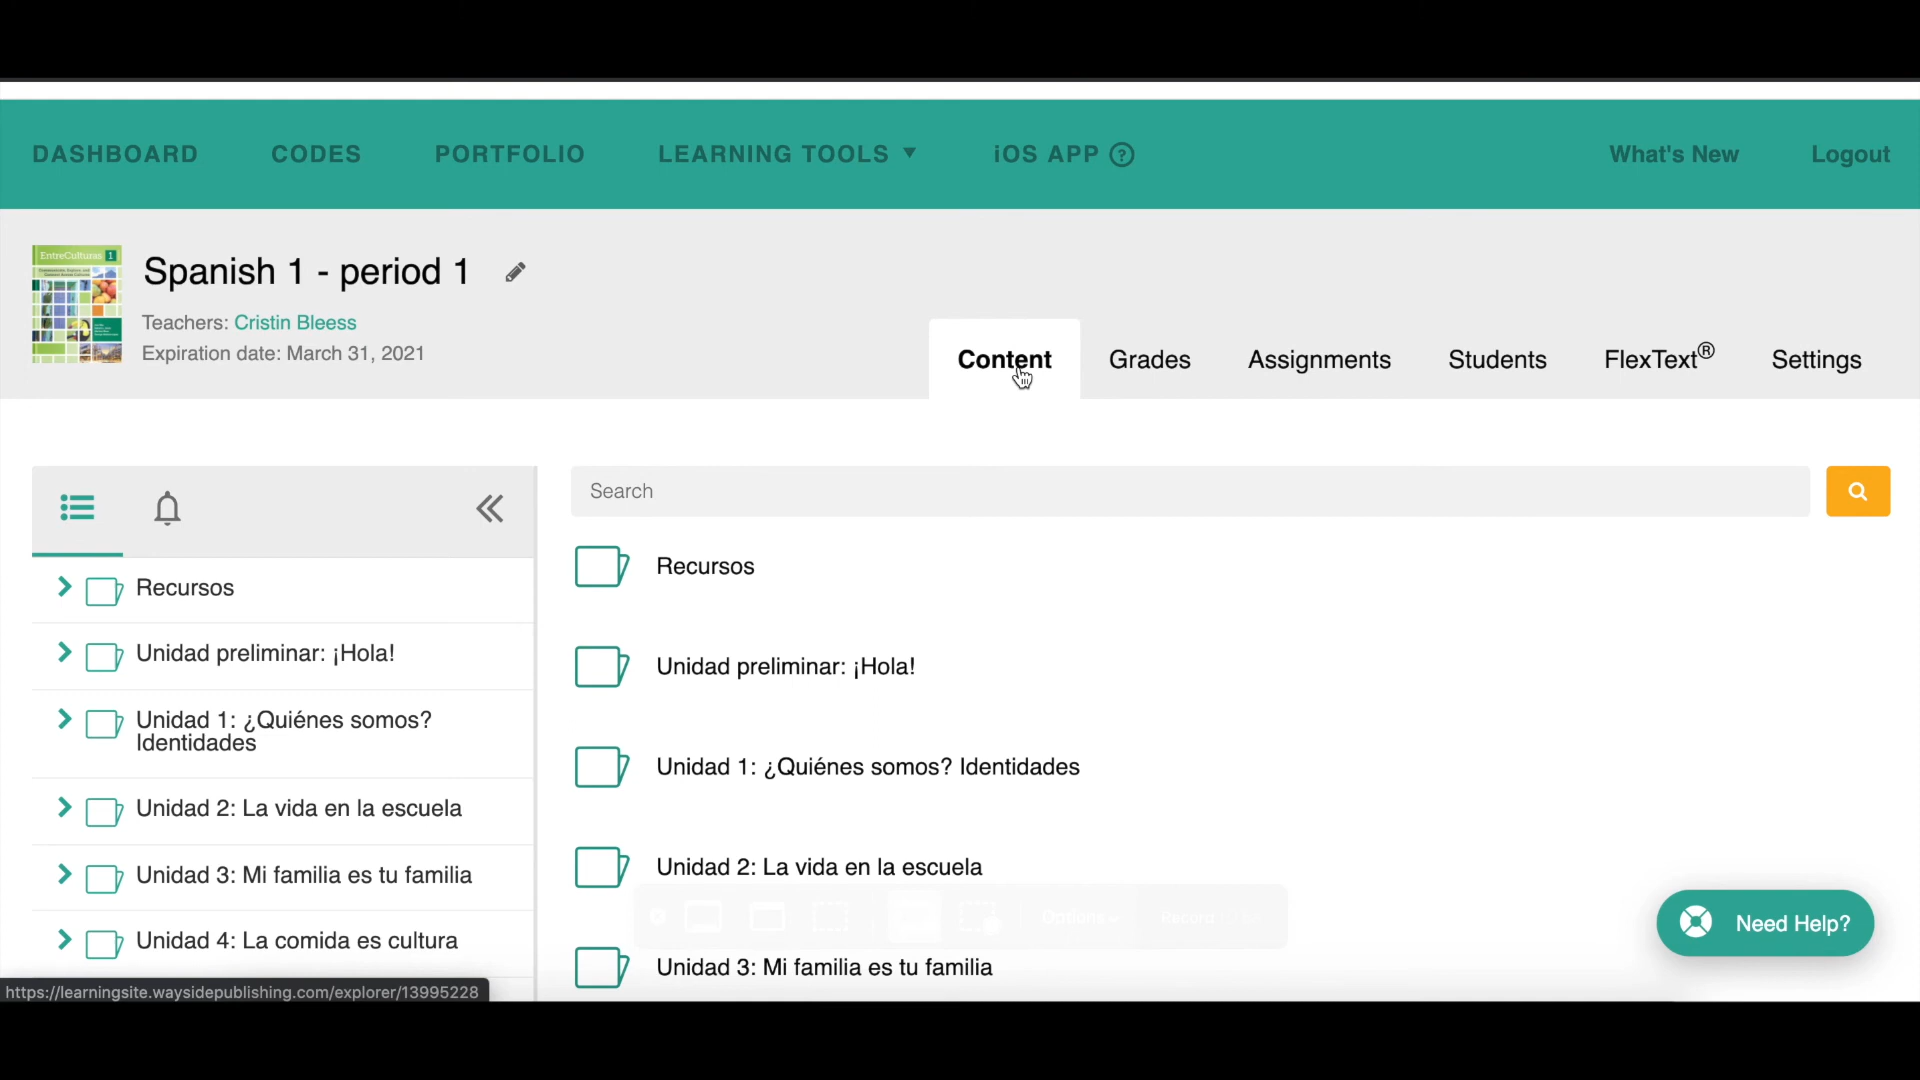 DASHBOARD CODES PORTFOLIO LEARNING TOOLS ▼ iOS APP ? What's New Logout
EntreCulturas 1
Spanish 1 - period 1
Teachers: Cristin Bleess
Expiration date: March 31, 2021
Content Grades Assignments Students FlexText® Settings
Search
Recursos
Unidad preliminar: ¡Hola!
Unidad 1: ¿Quiénes somos?
Identidades
Unidad 2: La vida en la escuela
Unidad 3: Mi familia es tu familia
Unidad 4: La comida es cultura
Recursos
Unidad preliminar: ¡Hola!
Unidad 1: ¿Quiénes somos? Identidades
Unidad 2: La vida en la escuela
Options Record
Unidad 3: Mi familia es tu familia
Need Help?
https://learningsite.waysidepublishing.com/explorer/13995228